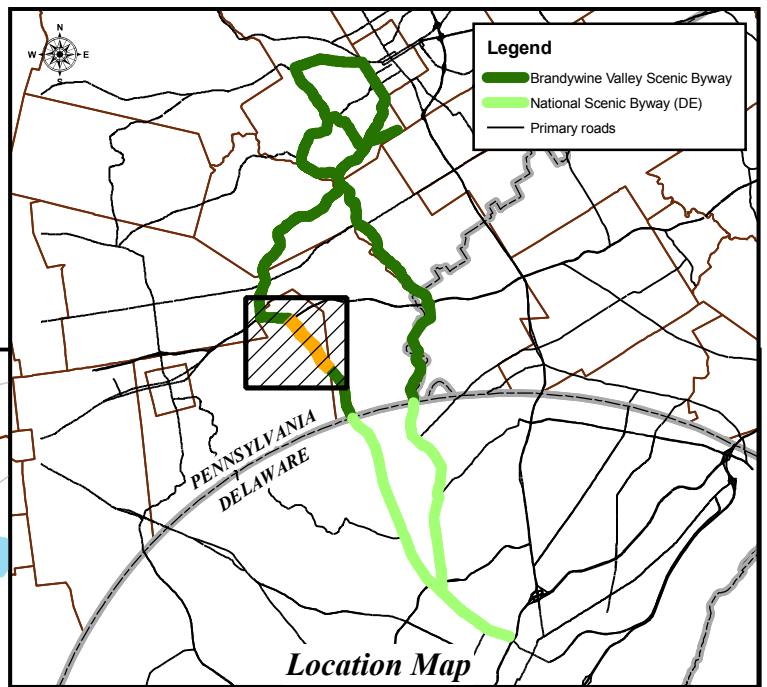 N
W E
S
Legend
Brandywine Valley Scenic Byway
National Scenic Byway (DE)
Primary roads
PENNSYLVANIA
DELAWARE
Location Map